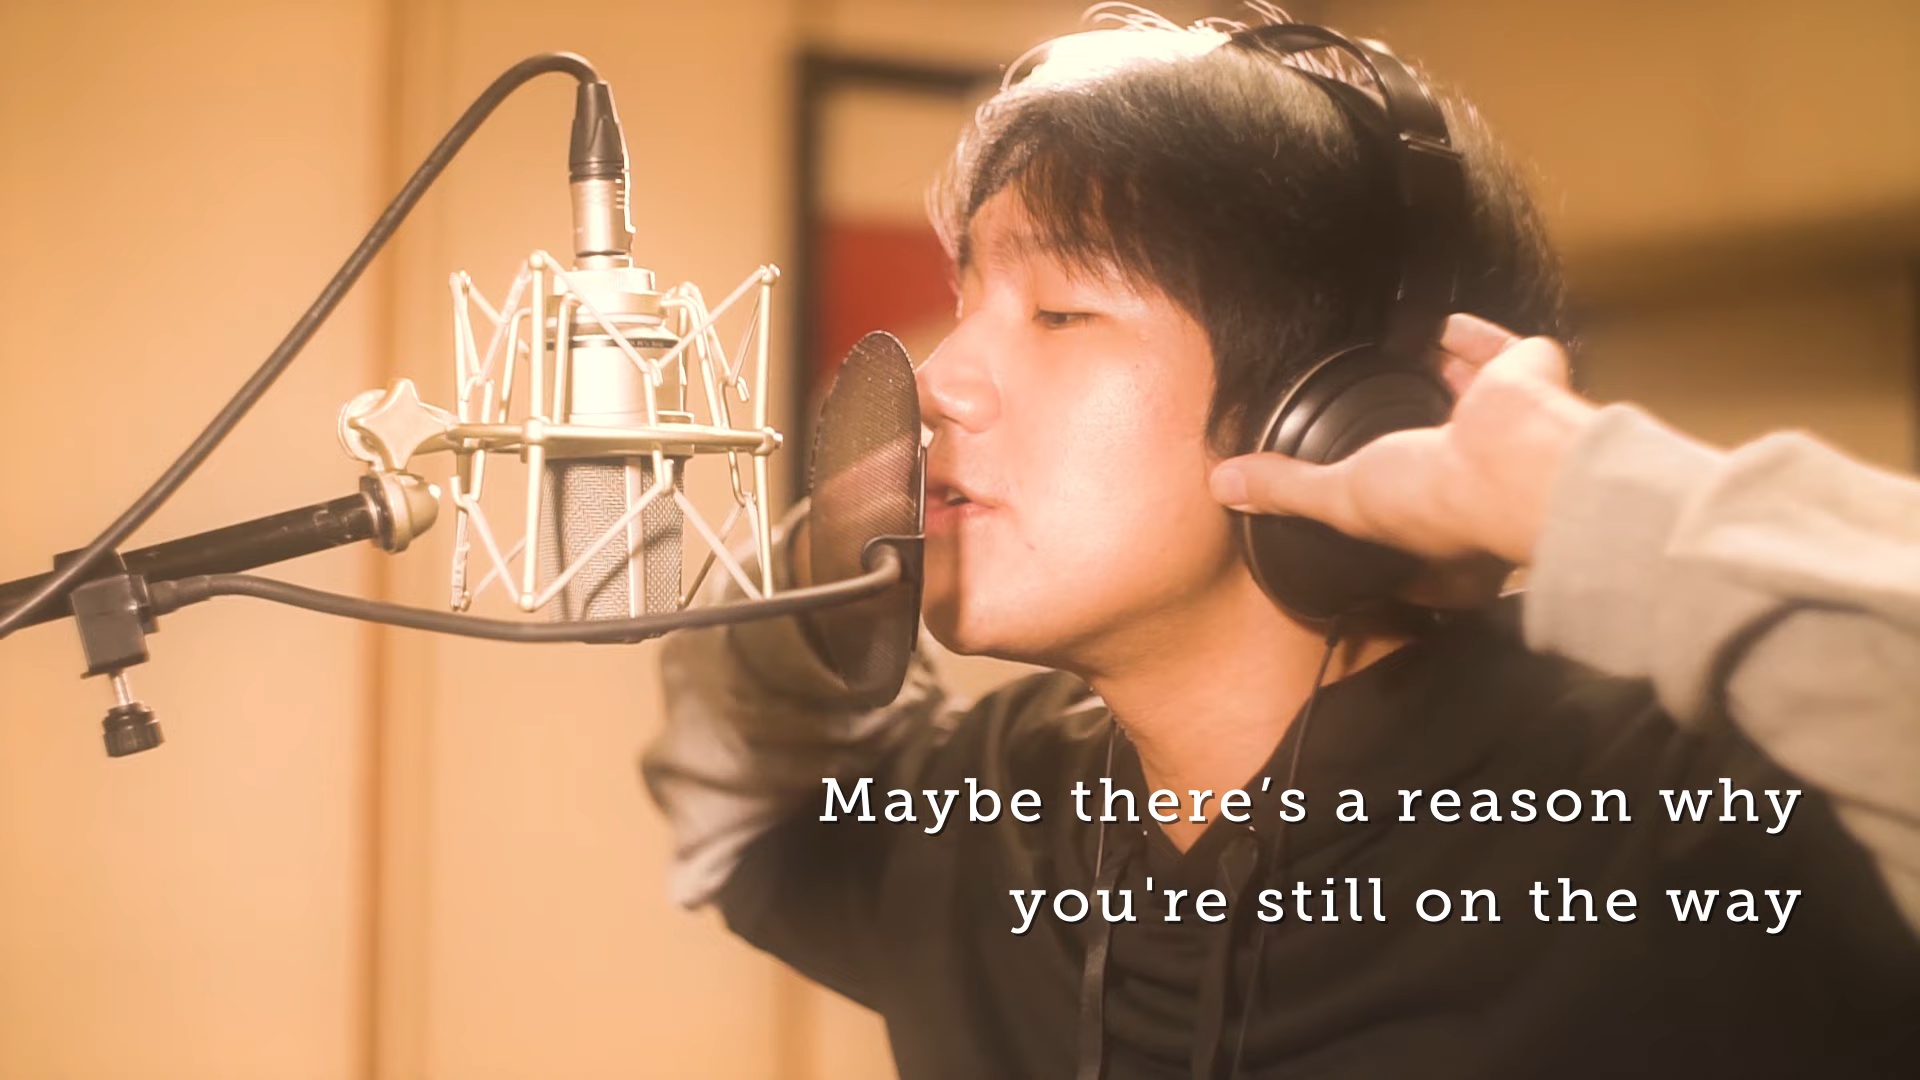 Maybe there’s a reason why
you're still on the way